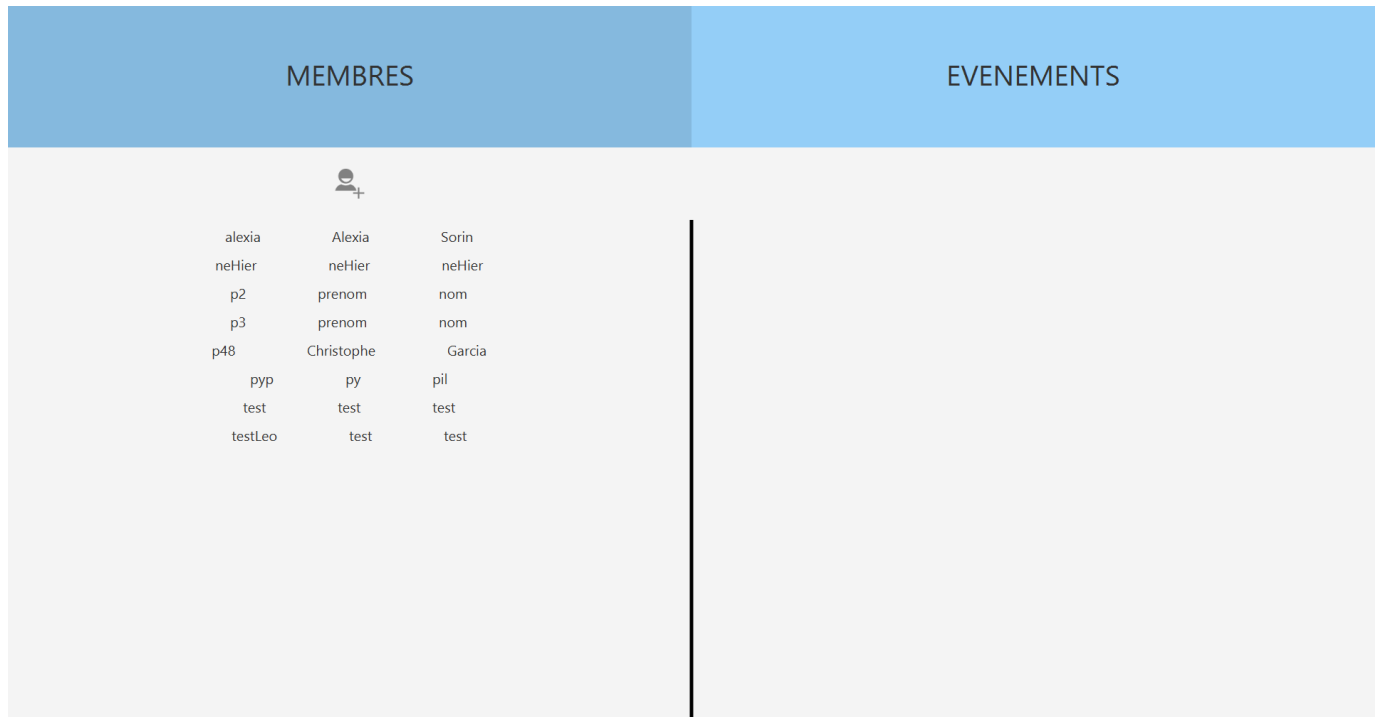 MEMBRES EVENEMENTS
alexia Alexia Sorin
neHier neHier neHier
p2 prenom nom
p3 prenom nom
p48 Christophe Garcia
pyp py pil
test test test
testLeo test test